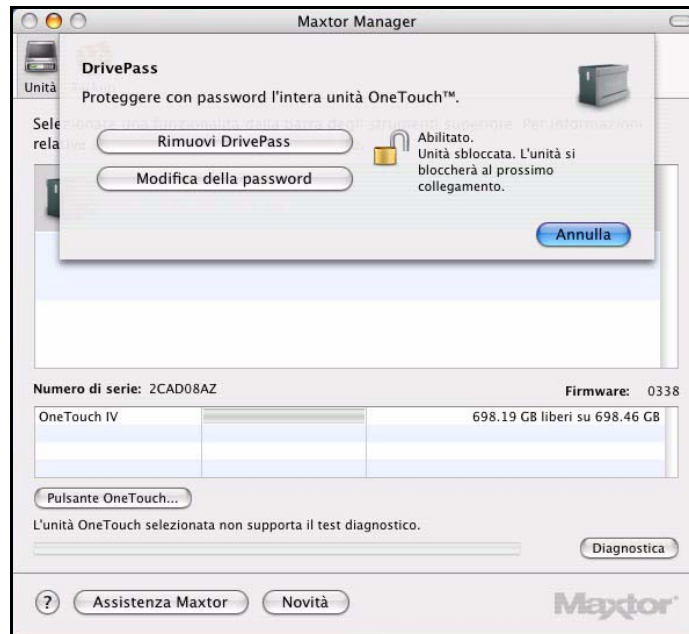 Maxtor Manager
DrivePass
Unità
Proteggere con password l'intera unità OneTouch™.
Sele
rela
Rimuovi DrivePass
Modifica della password
Abilitato.
Unità sbloccata. L'unità si
bloccherà al prossimo
collegamento.
Annulla
Numero di serie: 2CAD08AZ
Firmware: 0338
OneTouch IV
698.19 GB liberi su 698.46 GB
Pulsante OneTouch...
L'unità OneTouch selezionata non supporta il test diagnostico.
Diagnostica
?
Assistenza Maxtor
Novità
Maxtor